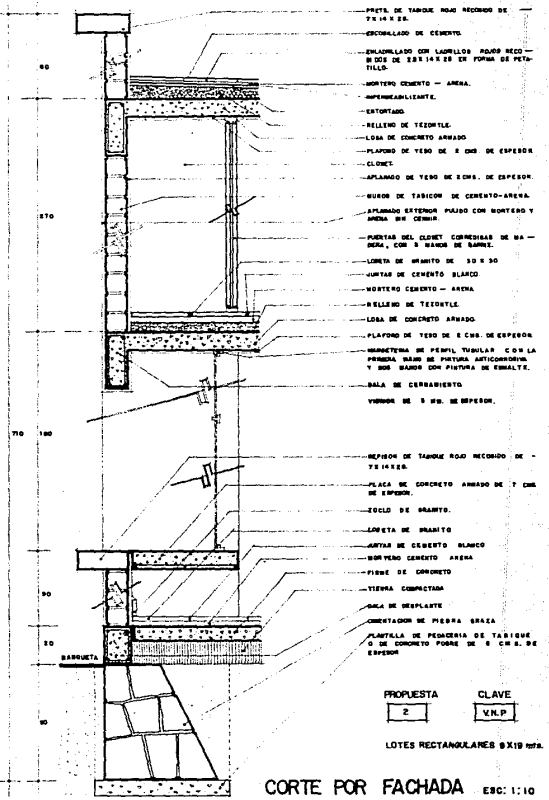 PRETIL DE TABIQUE ROJO RECOCIDO DE -
7 X 14 X 28.
ESCOBILLADO DE CEMENTO.
ENLADRILLADO CON LADRILLOS ROJOS RECO-
CIDOS DE 2.5 X 14 X 28 EN FORMA DE PETA-
TILLO.
MORTERO CEMENTO - ARENA.
IMPERMEABILIZANTE.
ENTORTADO.
RELLENO DE TEZONTLE.
LOSA DE CONCRETO ARMADO
PLAFOND DE YESO DE 2 CMS. DE ESPESOR
CLOSET.
APLANADO DE YESO DE 2 CMS. DE ESPESOR.
MUROS DE TABICON DE CEMENTO-ARENA.
APLANADO EXTERIOR PULIDO CON MORTERO Y
ARENA SIN CERNIR.
PUERTAS DEL CLOSET CORREDIZAS DE MA-
DERA, CON 3 MANOS DE BARNIZ.
LOSETA DE GRANITO DE 30 X 30
JUNTAS DE CEMENTO BLANCO.
MORTERO CEMENTO - ARENA
RELLENO DE TEZONTLE.
LOSA DE CONCRETO ARMADO.
PLAFOND DE YESO DE 2 CMS. DE ESPESOR.
DE PERFIL TUBULAR CON LA
PRIMERA MANO DE PINTURA ANTICORROSIVA
Y DOS MANOS CON PINTURA DE ESMALTE.
DALA DE CERRAMIENTO
VIDRIOS DE 3 MM. DE ESPESOR.
REPISON DE TABIQUE ROJO RECOCIDO DE -
7 X 14 X 28.
PLACA DE CONCRETO ARMADO DE 7 CMS
DE ESPESOR.
ZOCLO DE GRANITO.
LOSETA DE GRANITO
JUNTAS DE CEMENTO BLANCO
MORTERO CEMENTO ARENA
FIRME DE CONCRETO
TIERRA COMPACTADA
DALA DE DESPLANTE
CIMENTACION DE PIEDRA BRAZA
PLANTILLA DE PEDACERIA DE TABIQUE
O DE CONCRETO POBRE DE 5 CMS. DE
ESPESOR
270
710
180
90
20
BANQUETA
PROPUESTA
2
CLAVE
V.N.P
LOTES RECTANGULARES 9 X 19 mts.
CORTE POR FACHADA ESC: 1:10